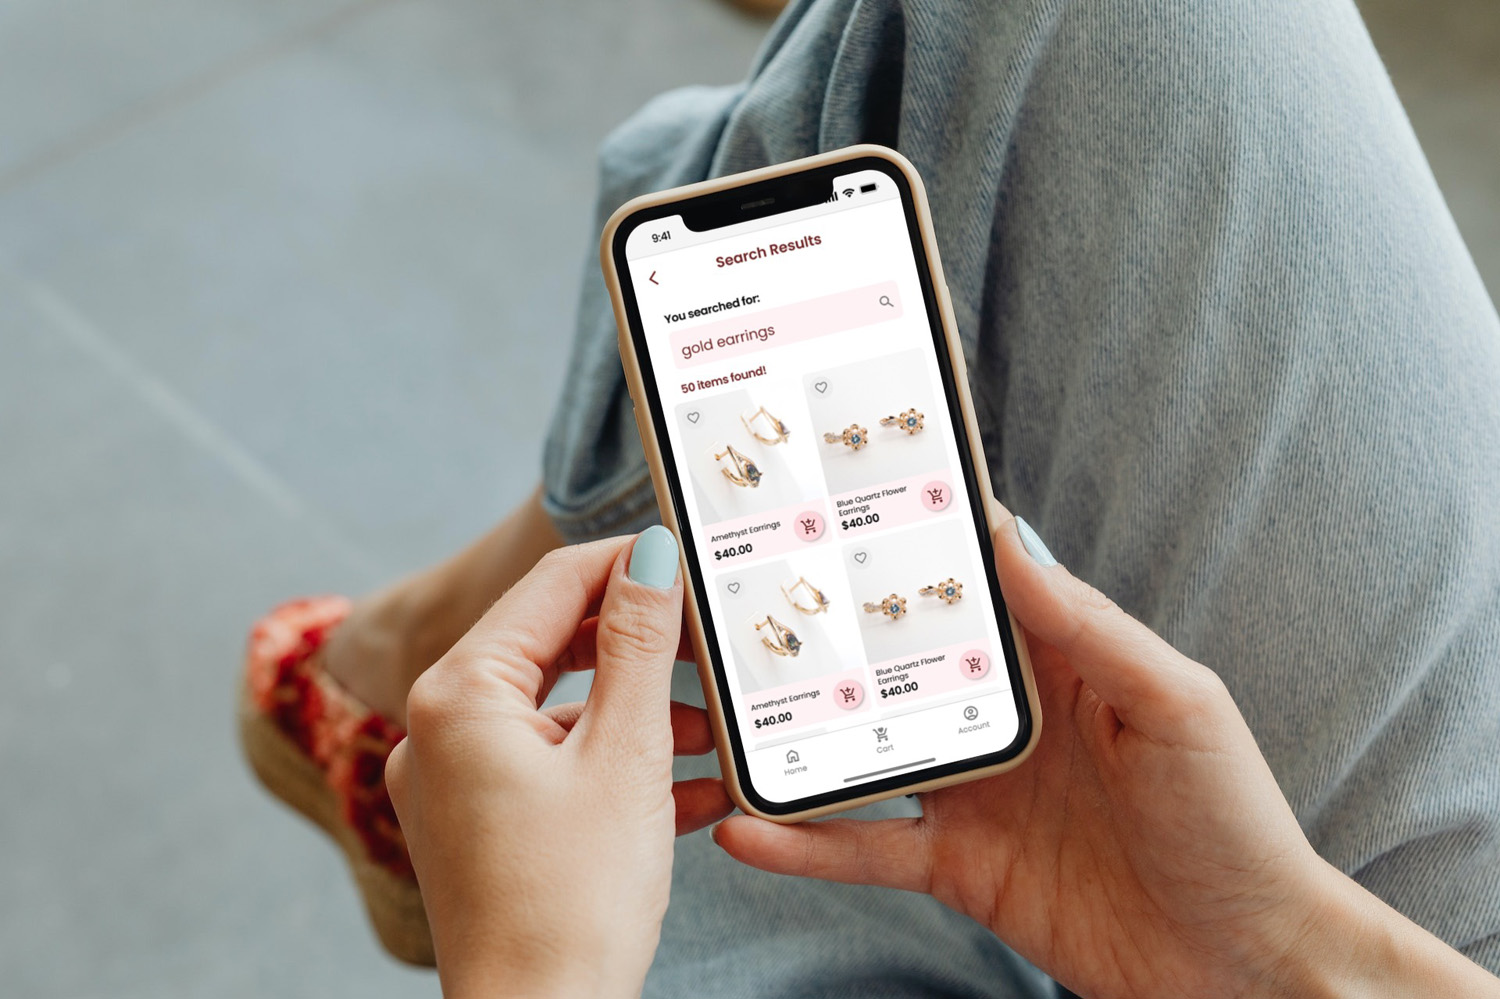 9:41
Search Results
You searched for:
gold earrings
50 items found!
Amethyst Earrings
$40.00
Blue Quartz Flower
Earrings
$40.00
Amethyst Earrings
$40.00
Blue Quartz Flower
Earrings
$40.00
Home
Cart
Account